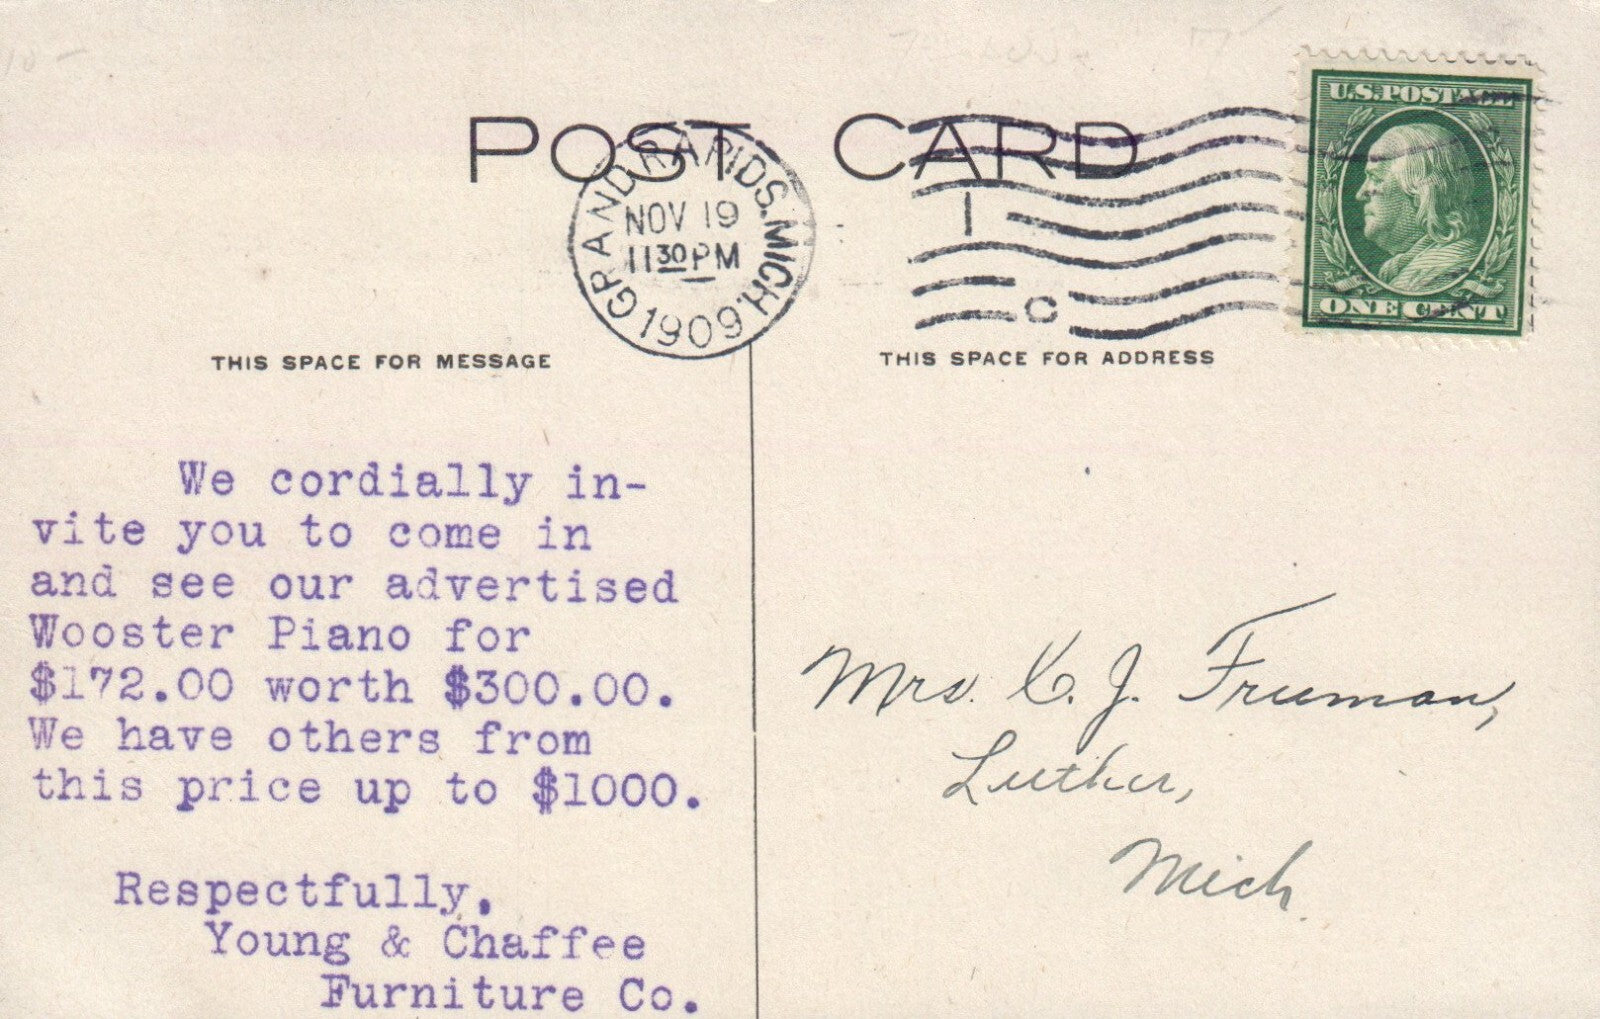 POST CARD
GRAND RAPIDS. MICH.
NOV 19
11 30 PM
1909
1
C
U.S. POSTAGE
ONE CENT
THIS SPACE FOR MESSAGE
THIS SPACE FOR ADDRESS
We cordially in-
vite you to come in
and see our advertised
Wooster Piano for
$172.00 worth $300.00.
We have others from
this price up to $1000.
Respectfully,
Young & Chaffee
Furniture Co.
Mrs. J. Freeman,
Luther,
Mich.